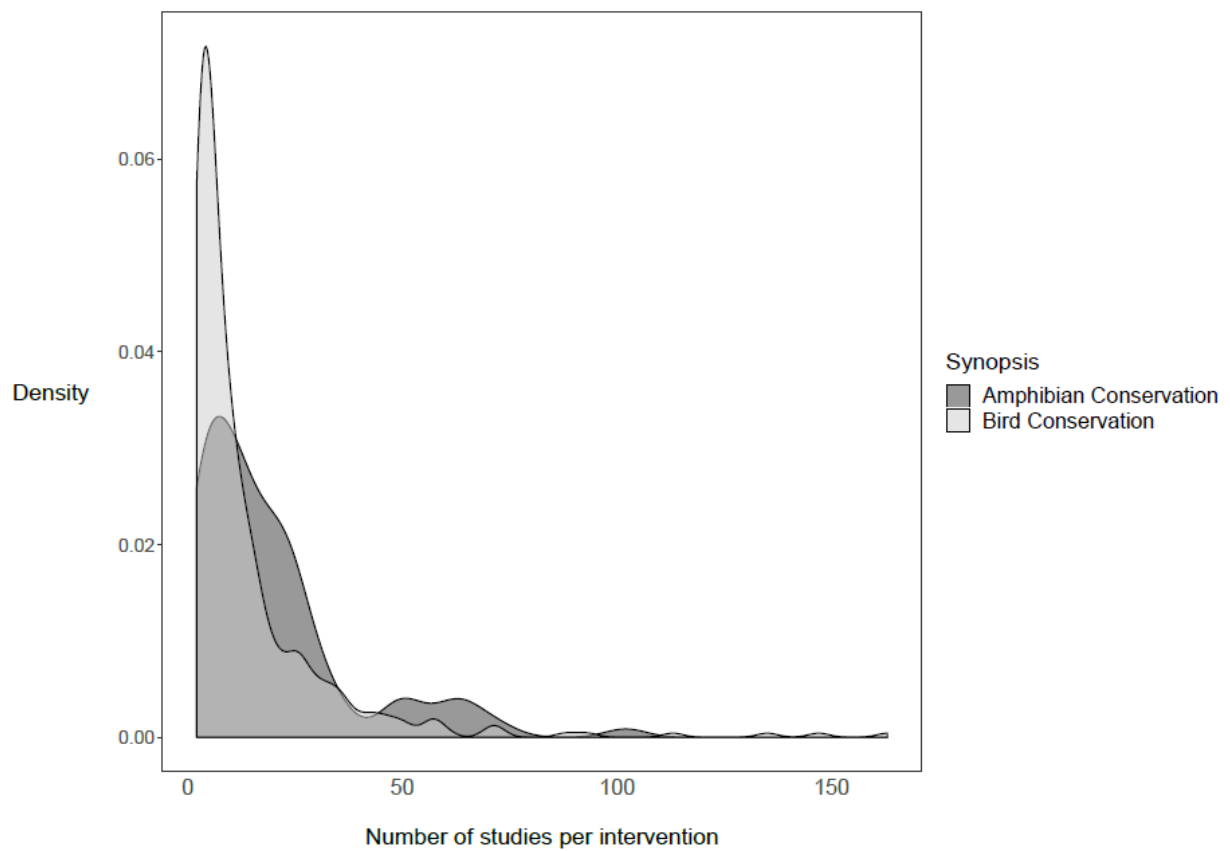 0.06
0.04
Density
0.02
0.00
0 50 100 150
Number of studies per intervention
Synopsis
Amphibian Conservation
Bird Conservation